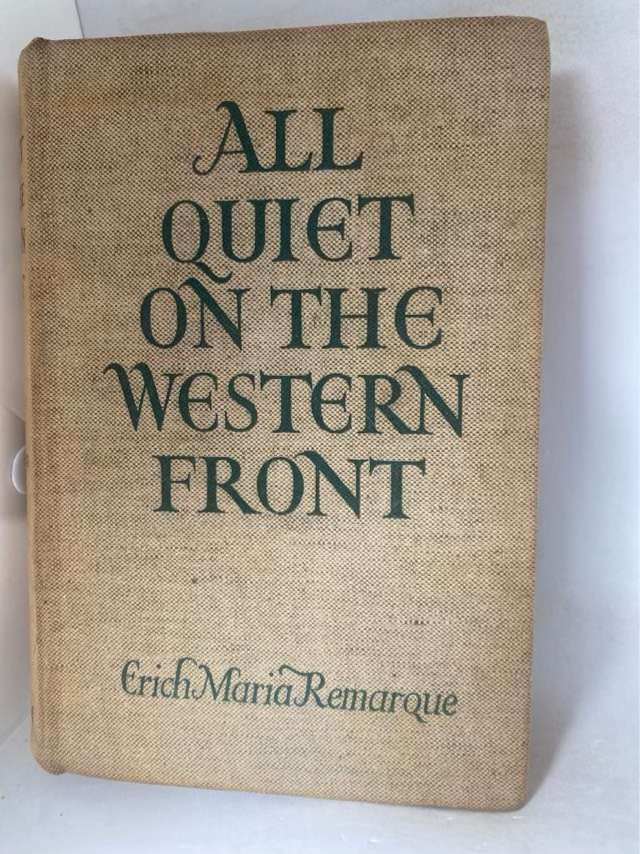 ALL
QUIET
ON THE
WESTERN
FRONT
Erich Maria Remarque